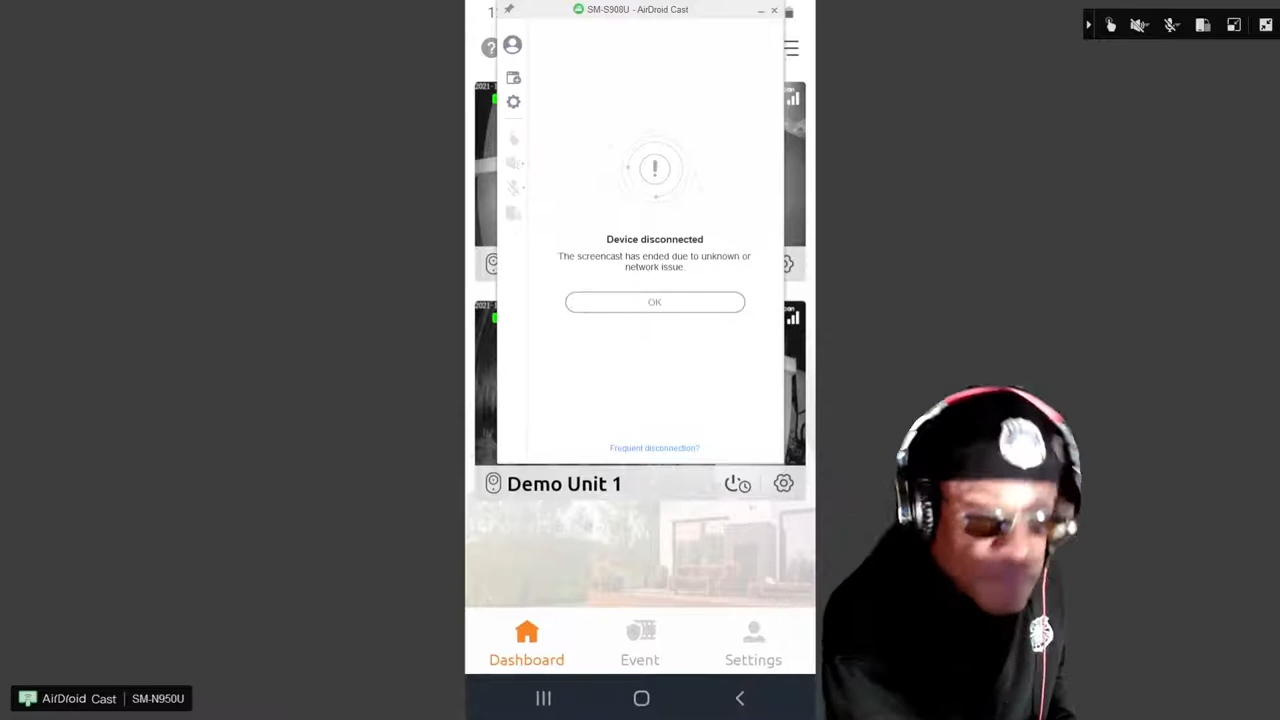 SM-S908U - AirDroid Cast
Device disconnected
The screencast has ended due to unknown or
network issue.
OK
Frequent disconnection?
Demo Unit 1
Dashboard
Event
Settings
AirDroid Cast | SM-N950U